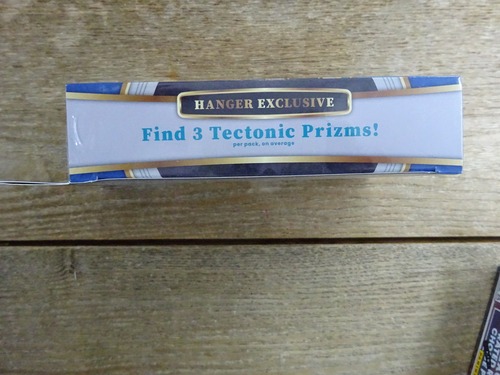 HANGER EXCLUSIVE
Find 3 Tectonic Prizms!
per pack, on average